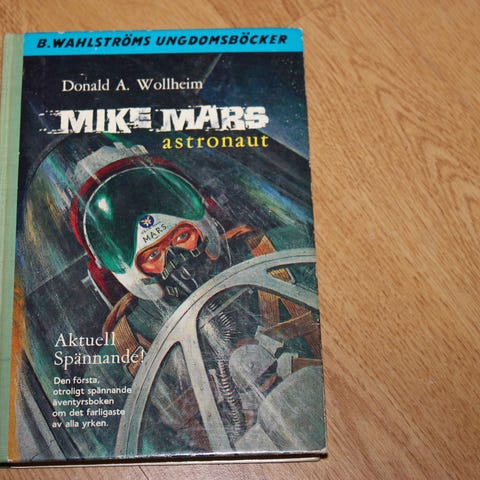 B. WAHLSTRÖMS UNGDOMSBÖCKER
Donald A. Wollheim
MIKE MARS
astronaut
MARS
Aktuell
Spännande!
Den första,
otroligt spännande
äventyrsboken
om det farligaste
av alla yrken.